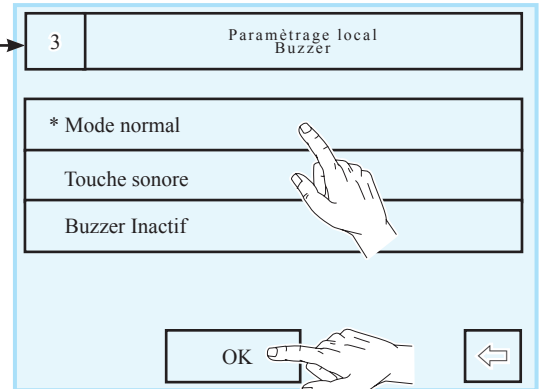 3
Paramètrage local
Buzzer
* Mode normal
Touche sonore
Buzzer Inactif
OK